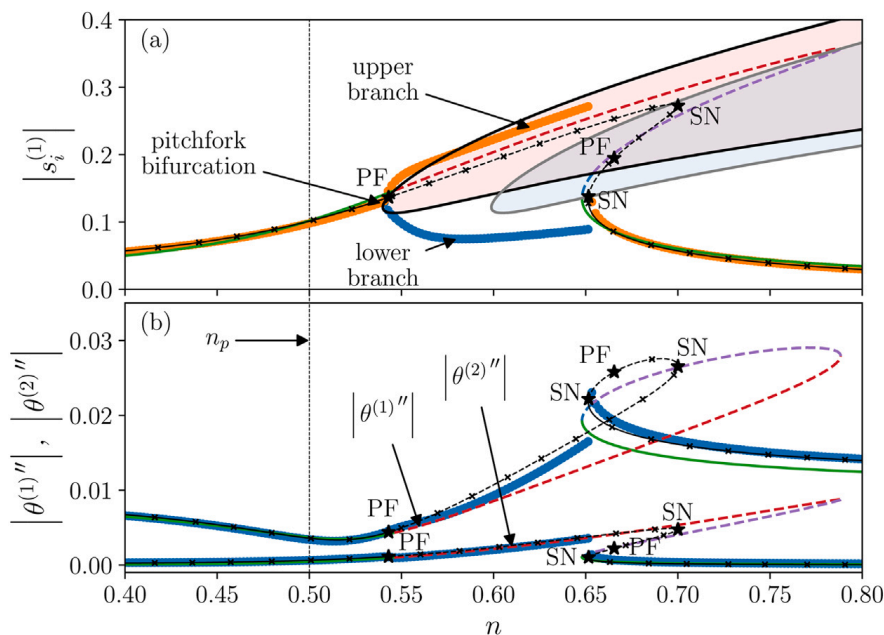 (a)
0.4
0.3
0.2
0.1
0.0
|s_i^{(1)}|
upper
branch
pitchfork
bifurcation
PF
PF
SN
SN
lower
branch
(b)
0.03
0.02
0.01
0.00
|θ^{(1)}''|, |θ^{(2)}''|
n_p
|θ^{(1)}''|
|θ^{(2)}''|
PF
SN
SN
PF
PF
SN
SN
PF
0.40 0.45 0.50 0.55 0.60 0.65 0.70 0.75 0.80
n